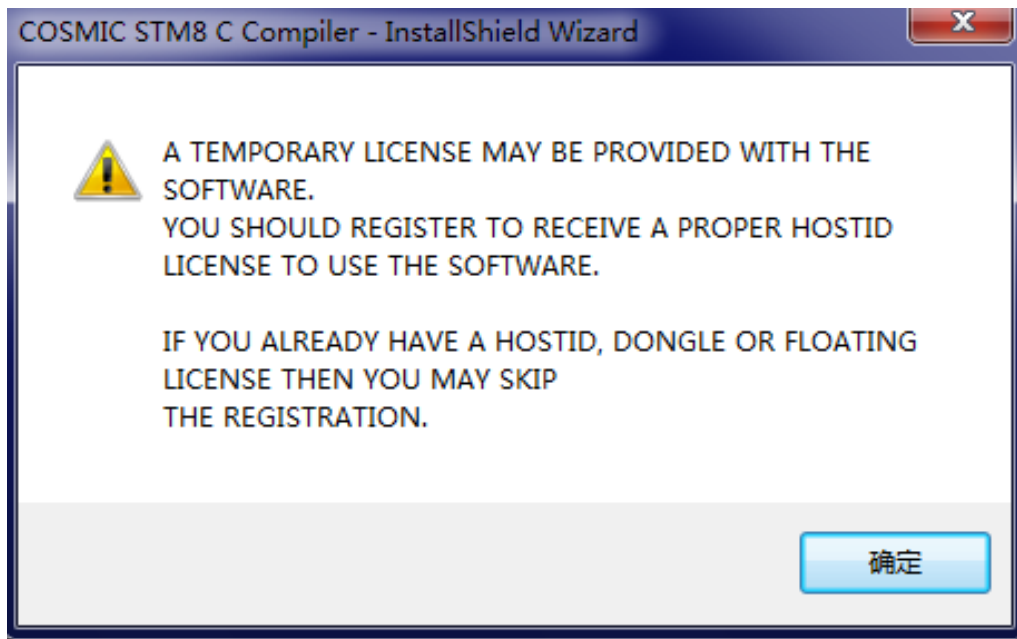 COSMIC STM8 C Compiler - InstallShield Wizard
A TEMPORARY LICENSE MAY BE PROVIDED WITH THE
SOFTWARE.
YOU SHOULD REGISTER TO RECEIVE A PROPER HOSTID
LICENSE TO USE THE SOFTWARE.
IF YOU ALREADY HAVE A HOSTID, DONGLE OR FLOATING
LICENSE THEN YOU MAY SKIP
THE REGISTRATION.
确定